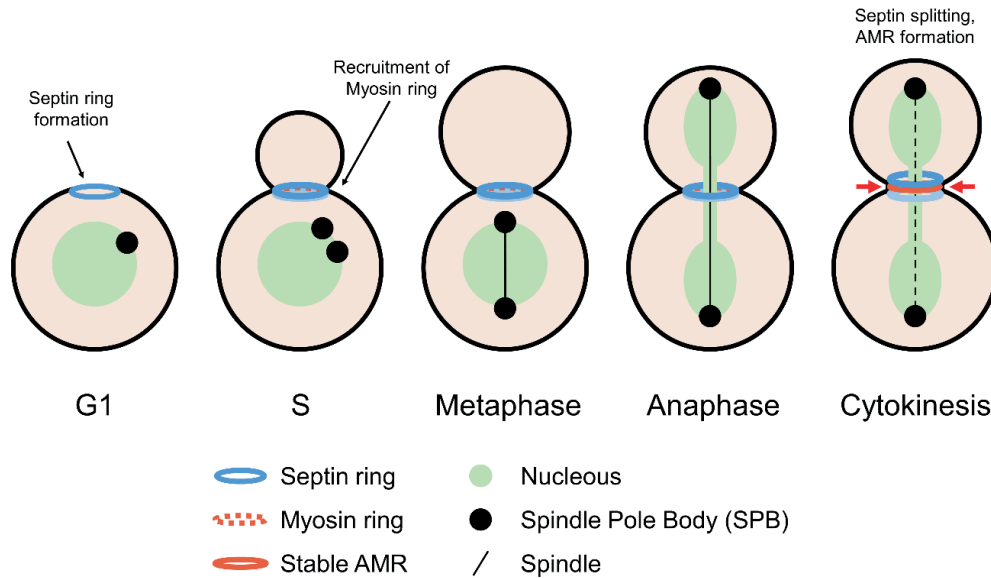 Septin splitting,
AMR formation
Recruitment of
Myosin ring
Septin ring
formation
G1
S
Metaphase
Anaphase
Cytokinesis
Septin ring
Nucleous
Myosin ring
Spindle Pole Body (SPB)
Stable AMR
Spindle